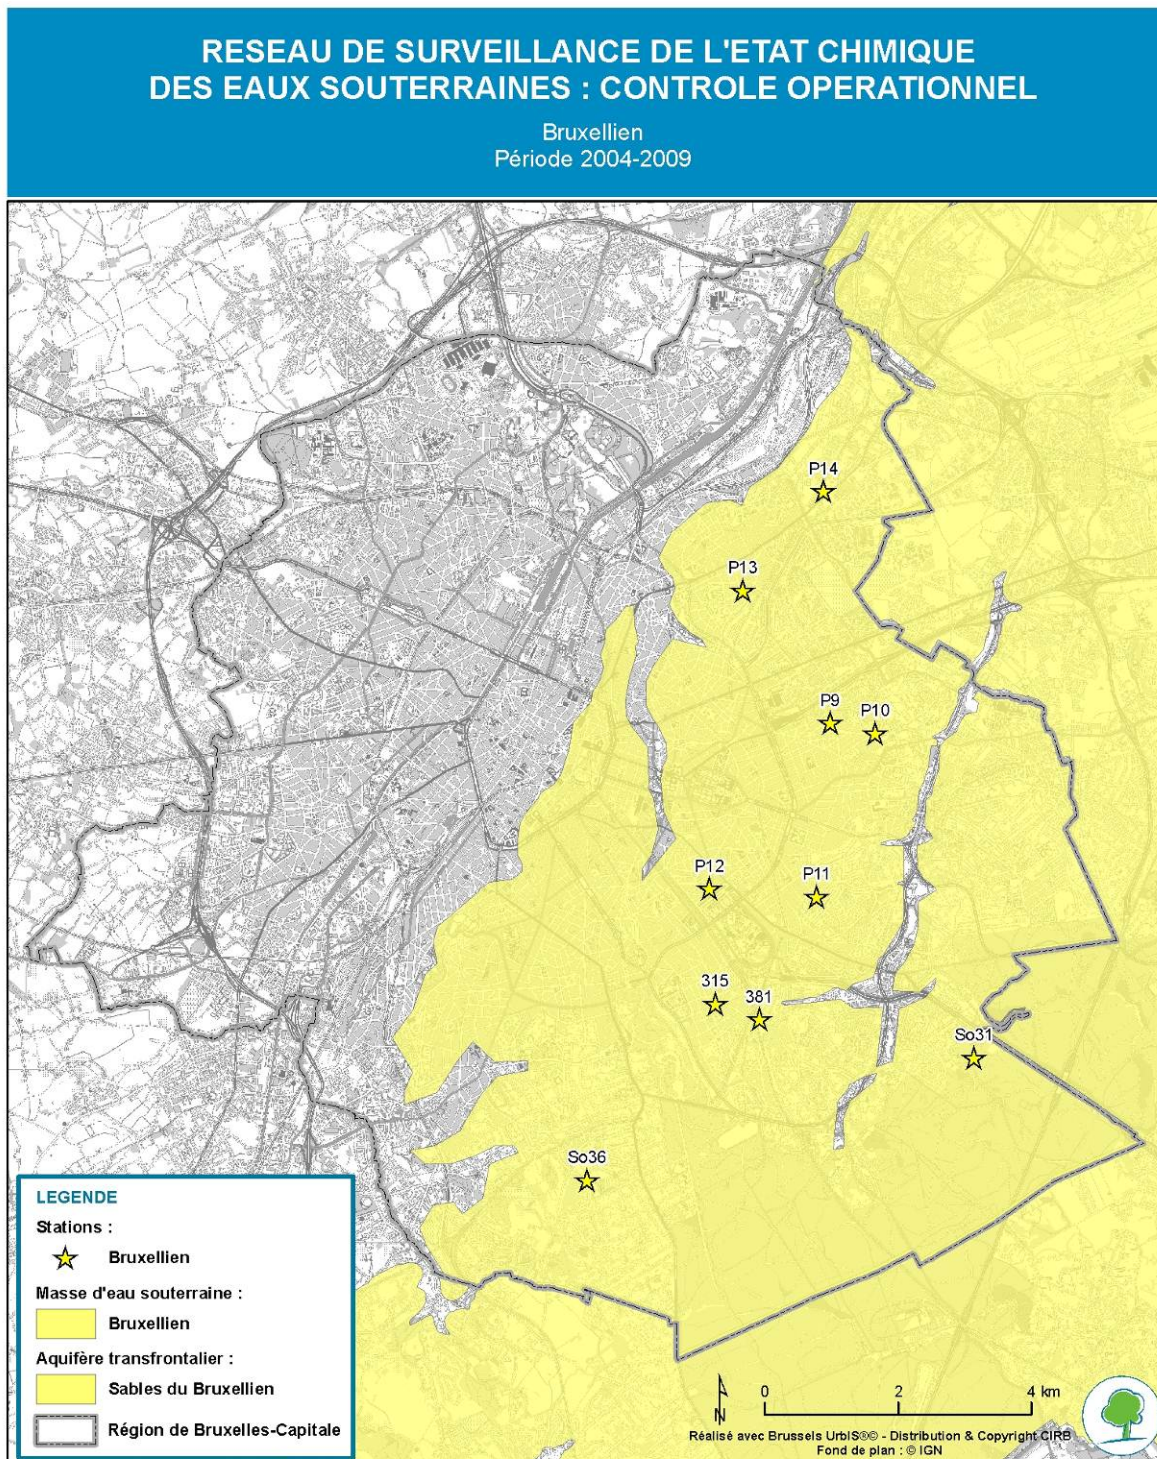 RESEAU DE SURVEILLANCE DE L'ETAT CHIMIQUE
DES EAUX SOUTERRAINES : CONTROLE OPERATIONNEL
Bruxellien
Période 2004-2009
P14
P13
P9
P10
P12
P11
315
381
So31
So36
LEGENDE
Stations :
Bruxellien
Masse d'eau souterraine :
Bruxellien
Aquifère transfrontalier :
Sables du Bruxellien
Région de Bruxelles-Capitale
N
0 2 4 km
Réalisé avec Brussels UrbIS®© - Distribution & Copyright CIRB
Fond de plan : © IGN